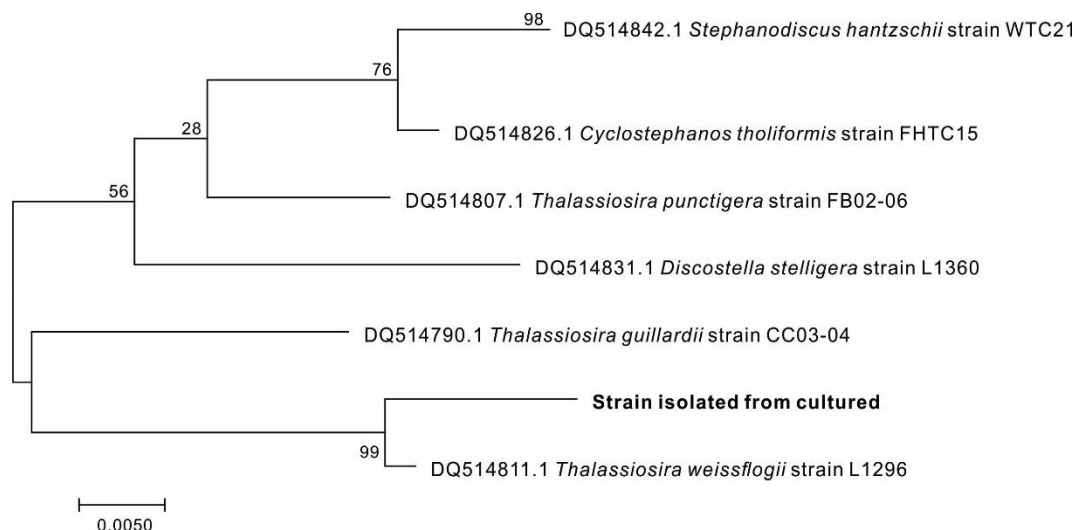 98
DQ514842.1 Stephanodiscus hantzschii strain WTC21
76
DQ514826.1 Cyclostephanos tholiformis strain FHTC15
28
DQ514807.1 Thalassiosira punctigera strain FB02-06
56
DQ514831.1 Discostella stelligera strain L1360
DQ514790.1 Thalassiosira guillardii strain CC03-04
Strain isolated from cultured
99
DQ514811.1 Thalassiosira weissflogii strain L1296
0.0050